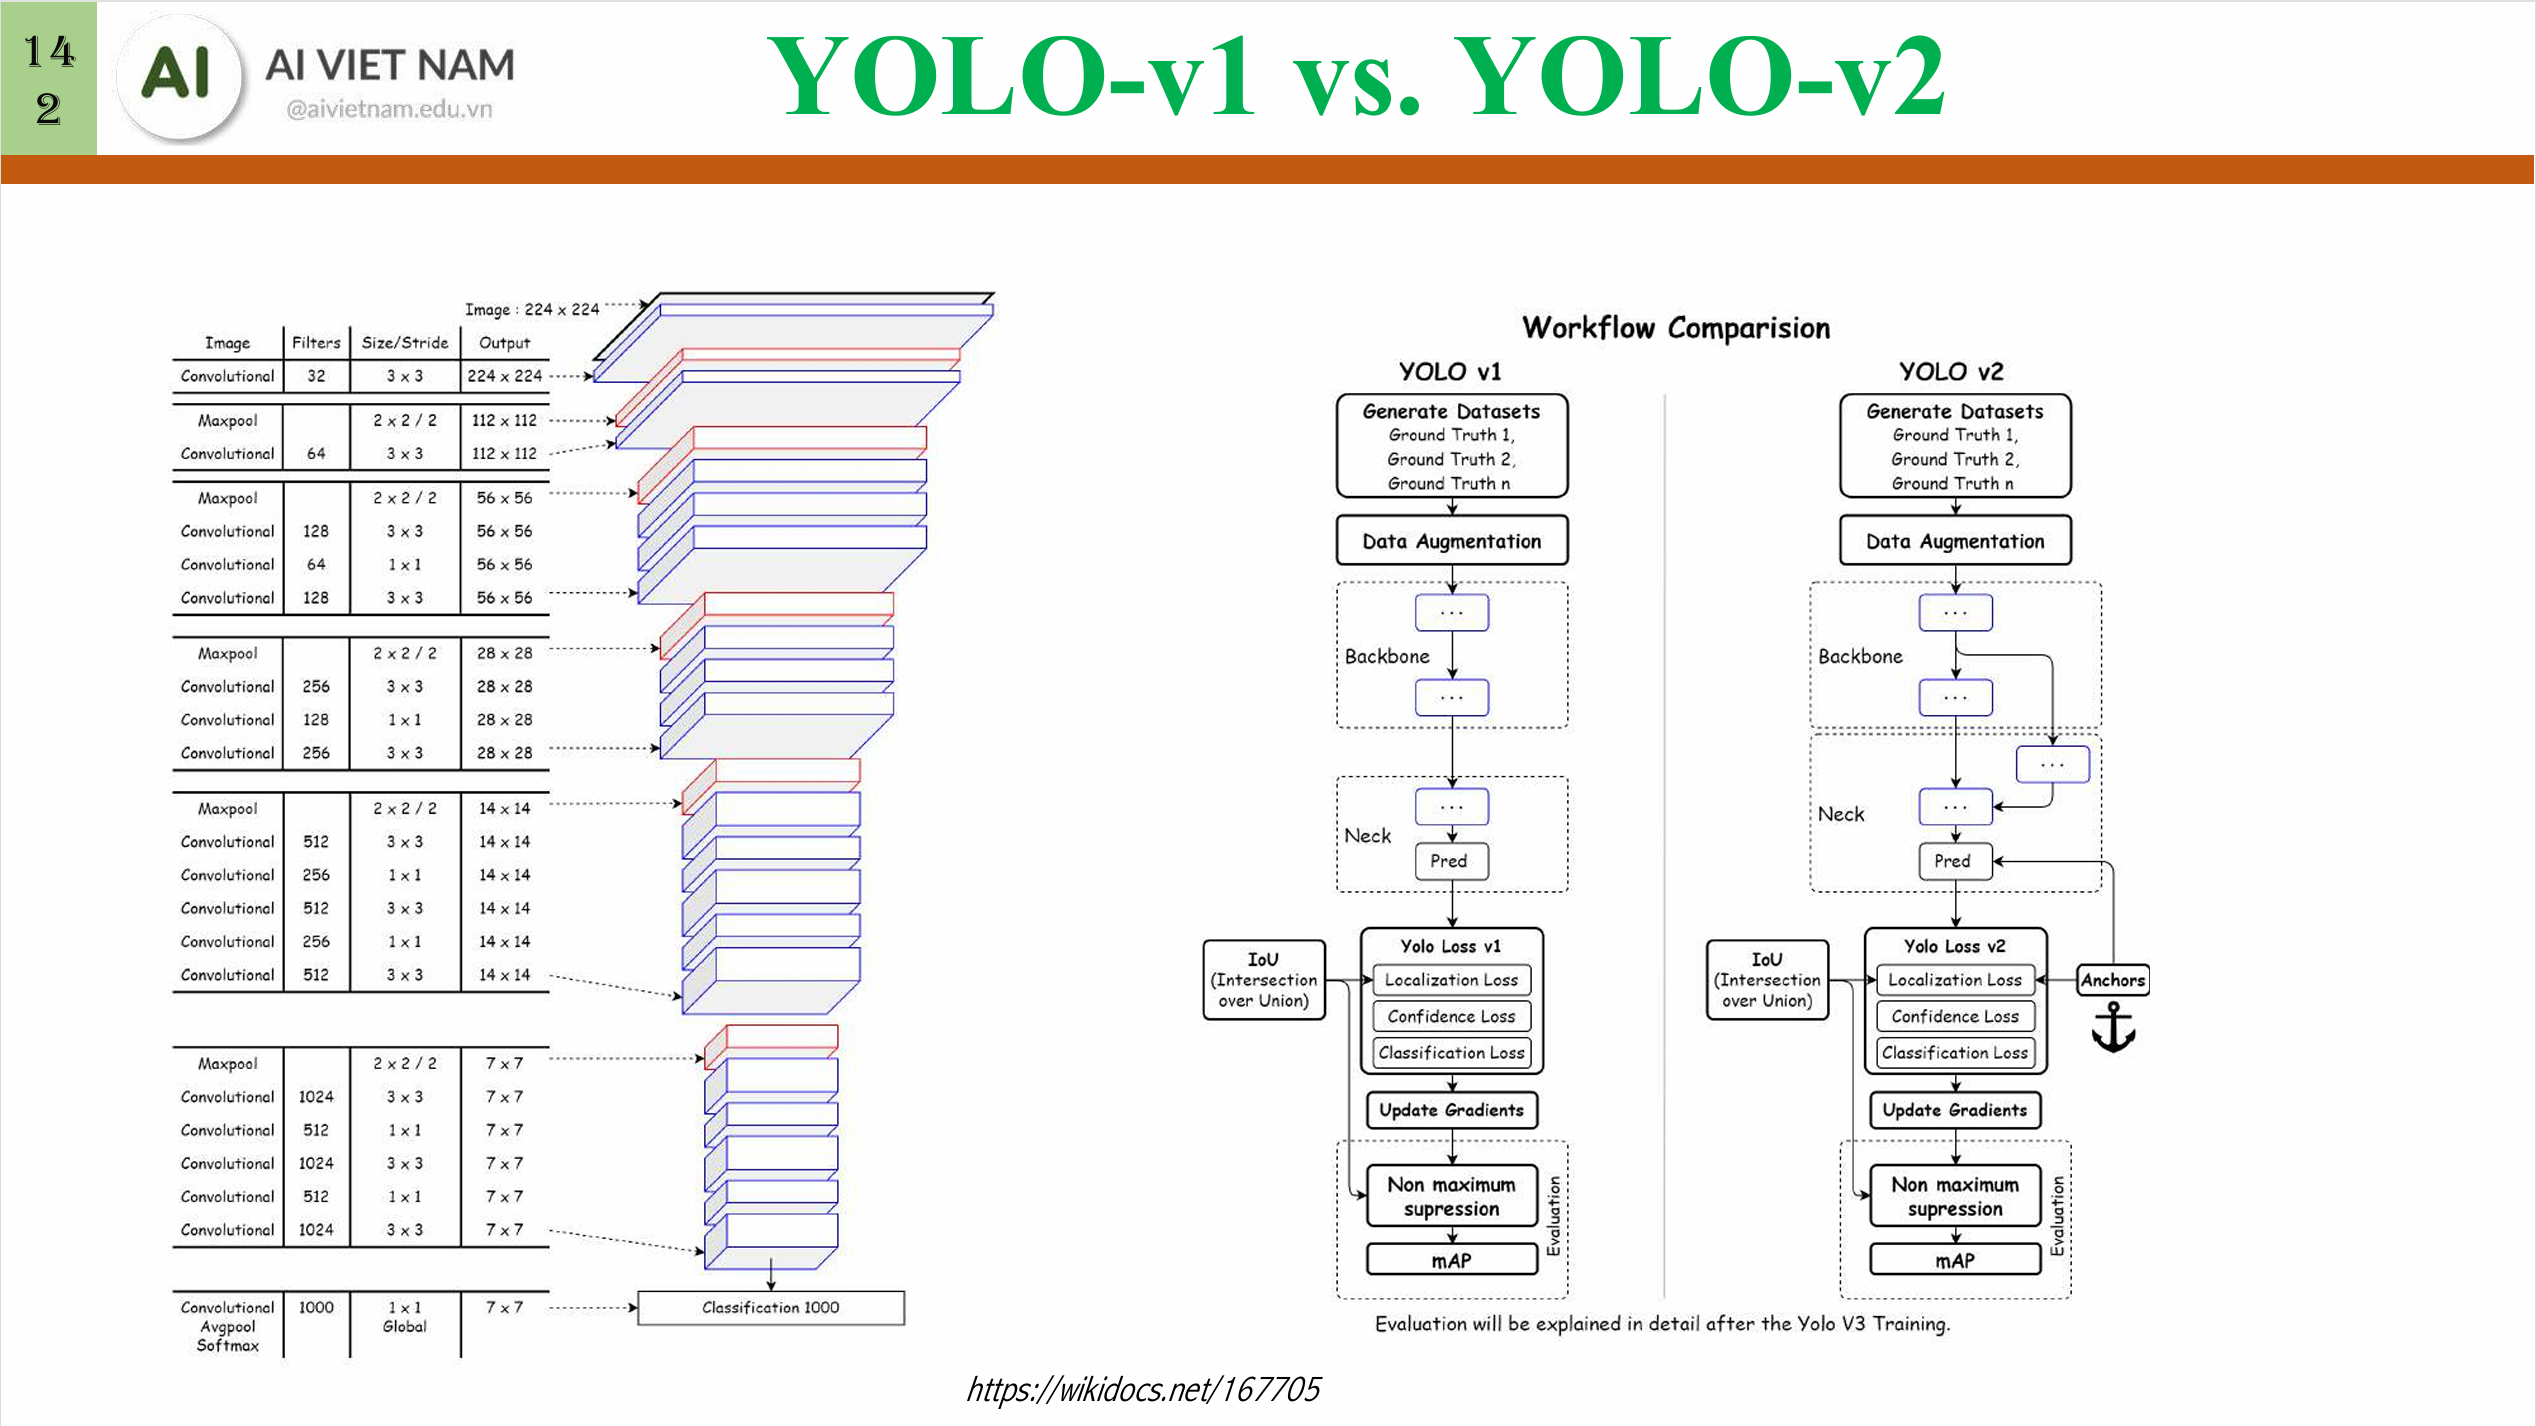 14
2
AI
AI VIET NAM
@aivietnam.edu.vn
YOLO-v1 vs. YOLO-v2
Image : 224 x 224
Image Filters Size/Stride Output
Convolutional 32 3 x 3 224 x 224
Maxpool 2 x 2 / 2 112 x 112
Convolutional 64 3 x 3 112 x 112
Maxpool 2 x 2 / 2 56 x 56
Convolutional 128 3 x 3 56 x 56
Convolutional 64 1 x 1 56 x 56
Convolutional 128 3 x 3 56 x 56
Maxpool 2 x 2 / 2 28 x 28
Convolutional 256 3 x 3 28 x 28
Convolutional 128 1 x 1 28 x 28
Convolutional 256 3 x 3 28 x 28
Maxpool 2 x 2 / 2 14 x 14
Convolutional 512 3 x 3 14 x 14
Convolutional 256 1 x 1 14 x 14
Convolutional 512 3 x 3 14 x 14
Convolutional 256 1 x 1 14 x 14
Convolutional 512 3 x 3 14 x 14
Maxpool 2 x 2 / 2 7 x 7
Convolutional 1024 3 x 3 7 x 7
Convolutional 512 1 x 1 7 x 7
Convolutional 1024 3 x 3 7 x 7
Convolutional 512 1 x 1 7 x 7
Convolutional 1024 3 x 3 7 x 7
Convolutional 1000 1 x 1 7 x 7
Avgpool Global
Softmax
Classification 1000
Workflow Comparision
YOLO v1
Generate Datasets
Ground Truth 1,
Ground Truth 2,
Ground Truth n
Data Augmentation
...
Backbone
...
...
Neck
Pred
IoU
(Intersection
over Union)
Yolo Loss v1
Localization Loss
Confidence Loss
Classification Loss
Update Gradients
Non maximum
supression
mAP
Evaluation
YOLO v2
Generate Datasets
Ground Truth 1,
Ground Truth 2,
Ground Truth n
Data Augmentation
...
Backbone
...
...
...
Neck
Pred
IoU
(Intersection
over Union)
Yolo Loss v2
Localization Loss
Confidence Loss
Classification Loss
Anchors
Update Gradients
Non maximum
supression
mAP
Evaluation
Evaluation will be explained in detail after the Yolo V3 Training.
https://wikidocs.net/167705